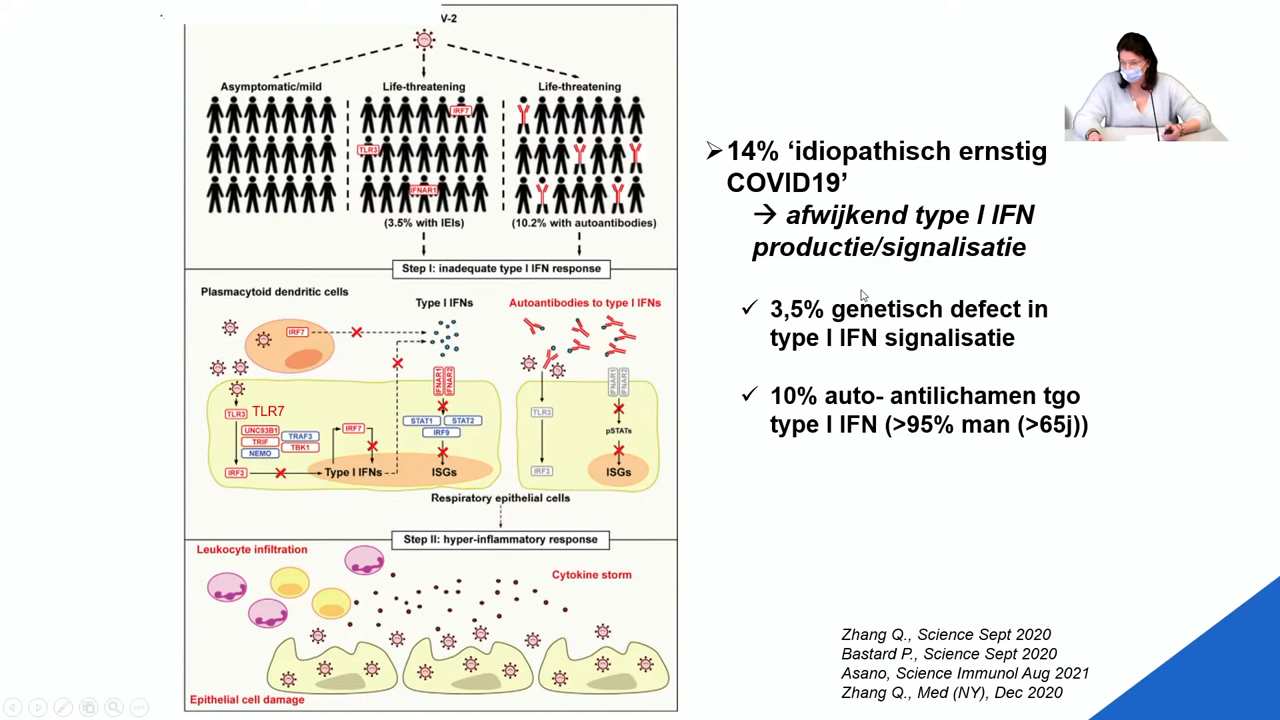 V-2
Asymptomatic/mild
Life-threatening
Life-threatening
IRF7
TLR3
IFNAR1
(3.5% with IEIs)
(10.2% with autoantibodies)
Step I: inadequate type I IFN response
Plasmacytoid dendritic cells
Type I IFNs
Autoantibodies to type I IFNs
IRF7
IFNAR1
IFNAR2
IFNAR1
IFNAR2
TLR3
TLR7
TLR3
UNC93B1
TRIF
NEMO
TRAF3
TBK1
IRF7
STAT1
STAT2
IRF9
pSTATs
IRF3
Type I IFNs
ISGs
IRF3
ISGs
Respiratory epithelial cells
Step II: hyper-inflammatory response
Leukocyte infiltration
Cytokine storm
Epithelial cell damage
14% ‘idiopathisch ernstig
COVID19’
→ afwijkend type I IFN
productie/signalisatie
✓ 3,5% genetisch defect in
type I IFN signalisatie
✓ 10% auto- antilichamen tgo
type I IFN (>95% man (>65j))
Zhang Q., Science Sept 2020
Bastard P., Science Sept 2020
Asano, Science Immunol Aug 2021
Zhang Q., Med (NY), Dec 2020